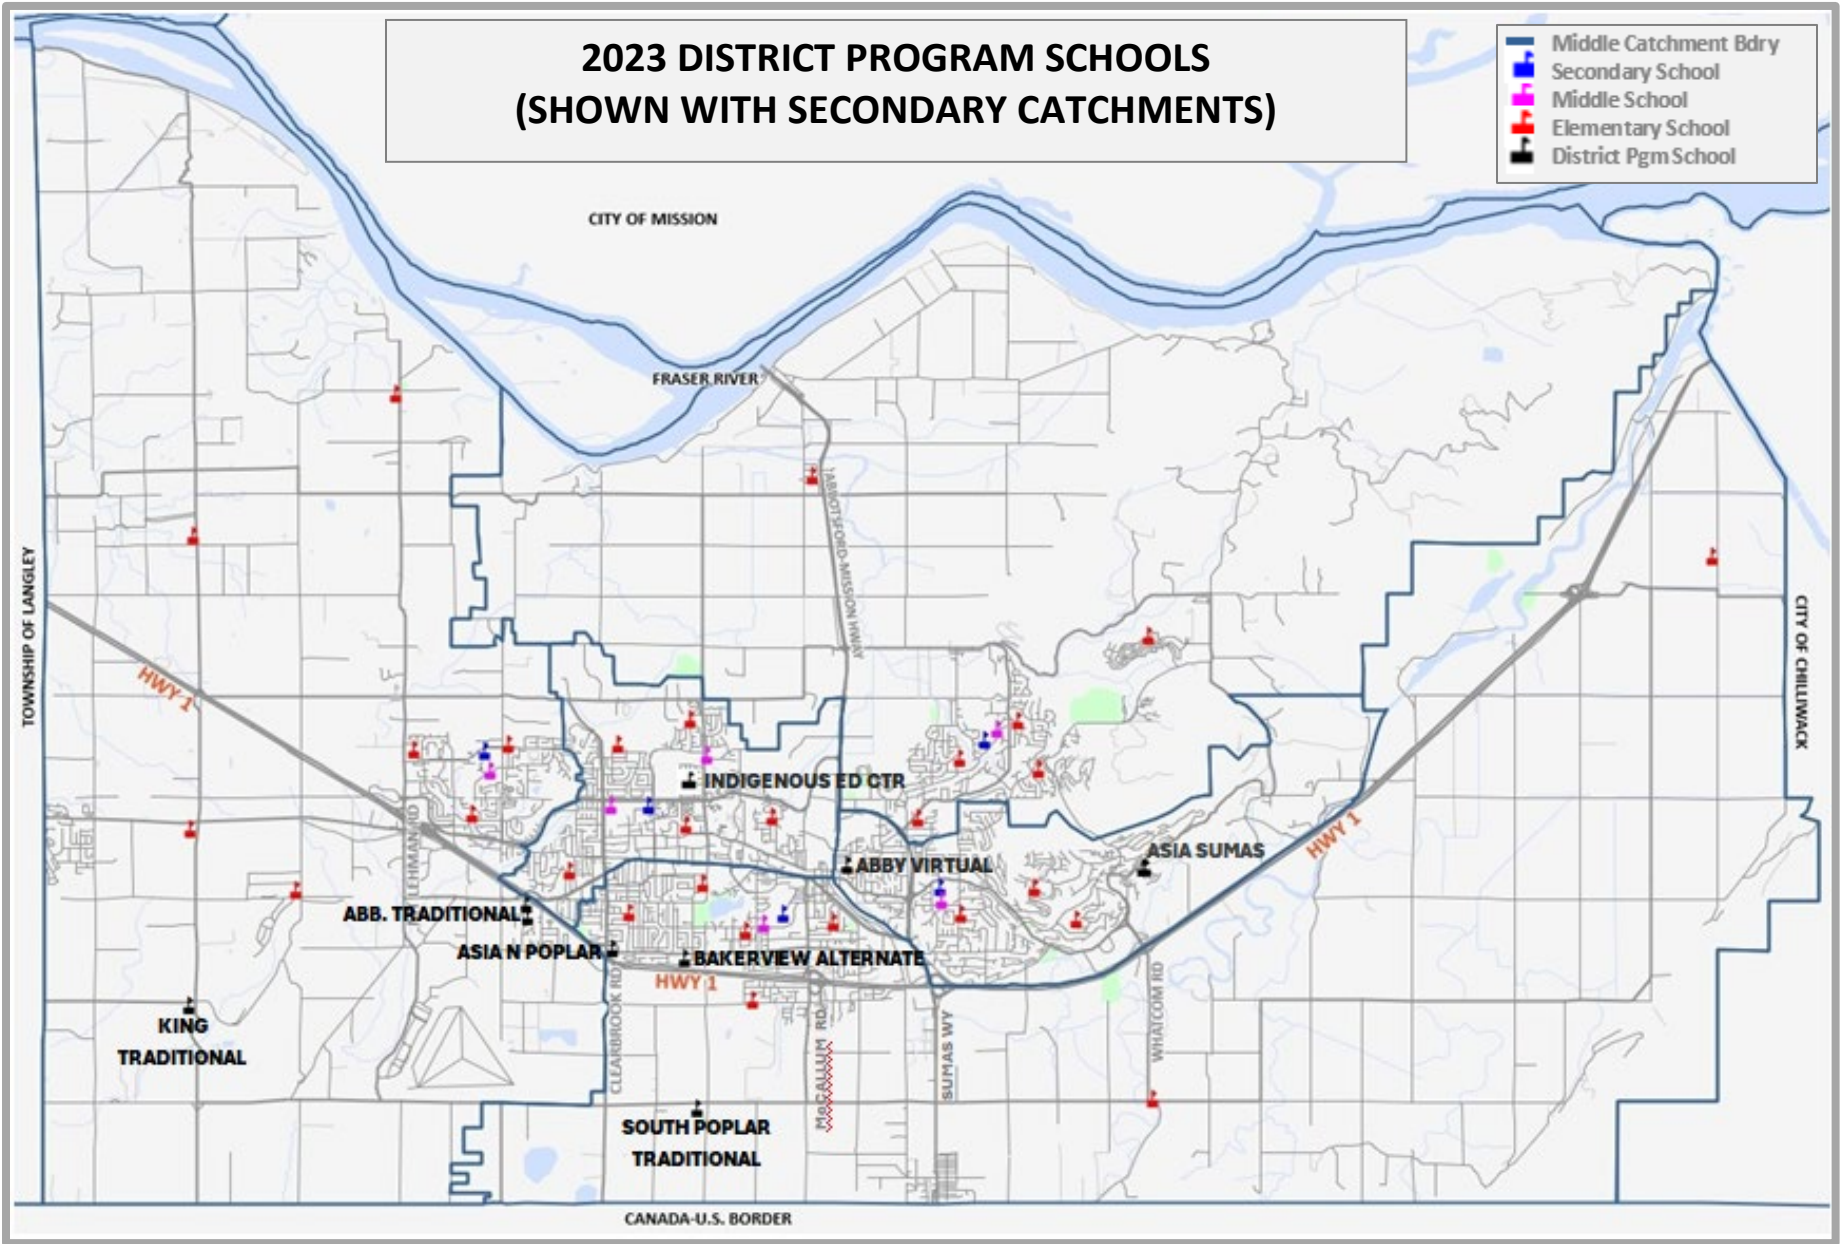 2023 DISTRICT PROGRAM SCHOOLS
(SHOWN WITH SECONDARY CATCHMENTS)
Middle Catchment Bdry
Secondary School
Middle School
Elementary School
District Pgm School
CITY OF MISSION
FRASER RIVER
ABBOTSFORD-MISSION HWAY
TOWNSHIP OF LANGLEY
CITY OF CHILLIWACK
HWY 1
INDIGENOUS ED CTR
LEHMAN RD
HWY 1
ASIA SUMAS
ABBY VIRTUAL
ABB. TRADITIONAL
ASIA N POPLAR
BAKERVIEW ALTERNATE
HWY 1
KING
TRADITIONAL
CLEARBROOK RD
McCALLUM RD
SUMAS WY
WHATCOM RD
SOUTH POPLAR
TRADITIONAL
CANADA-U.S. BORDER